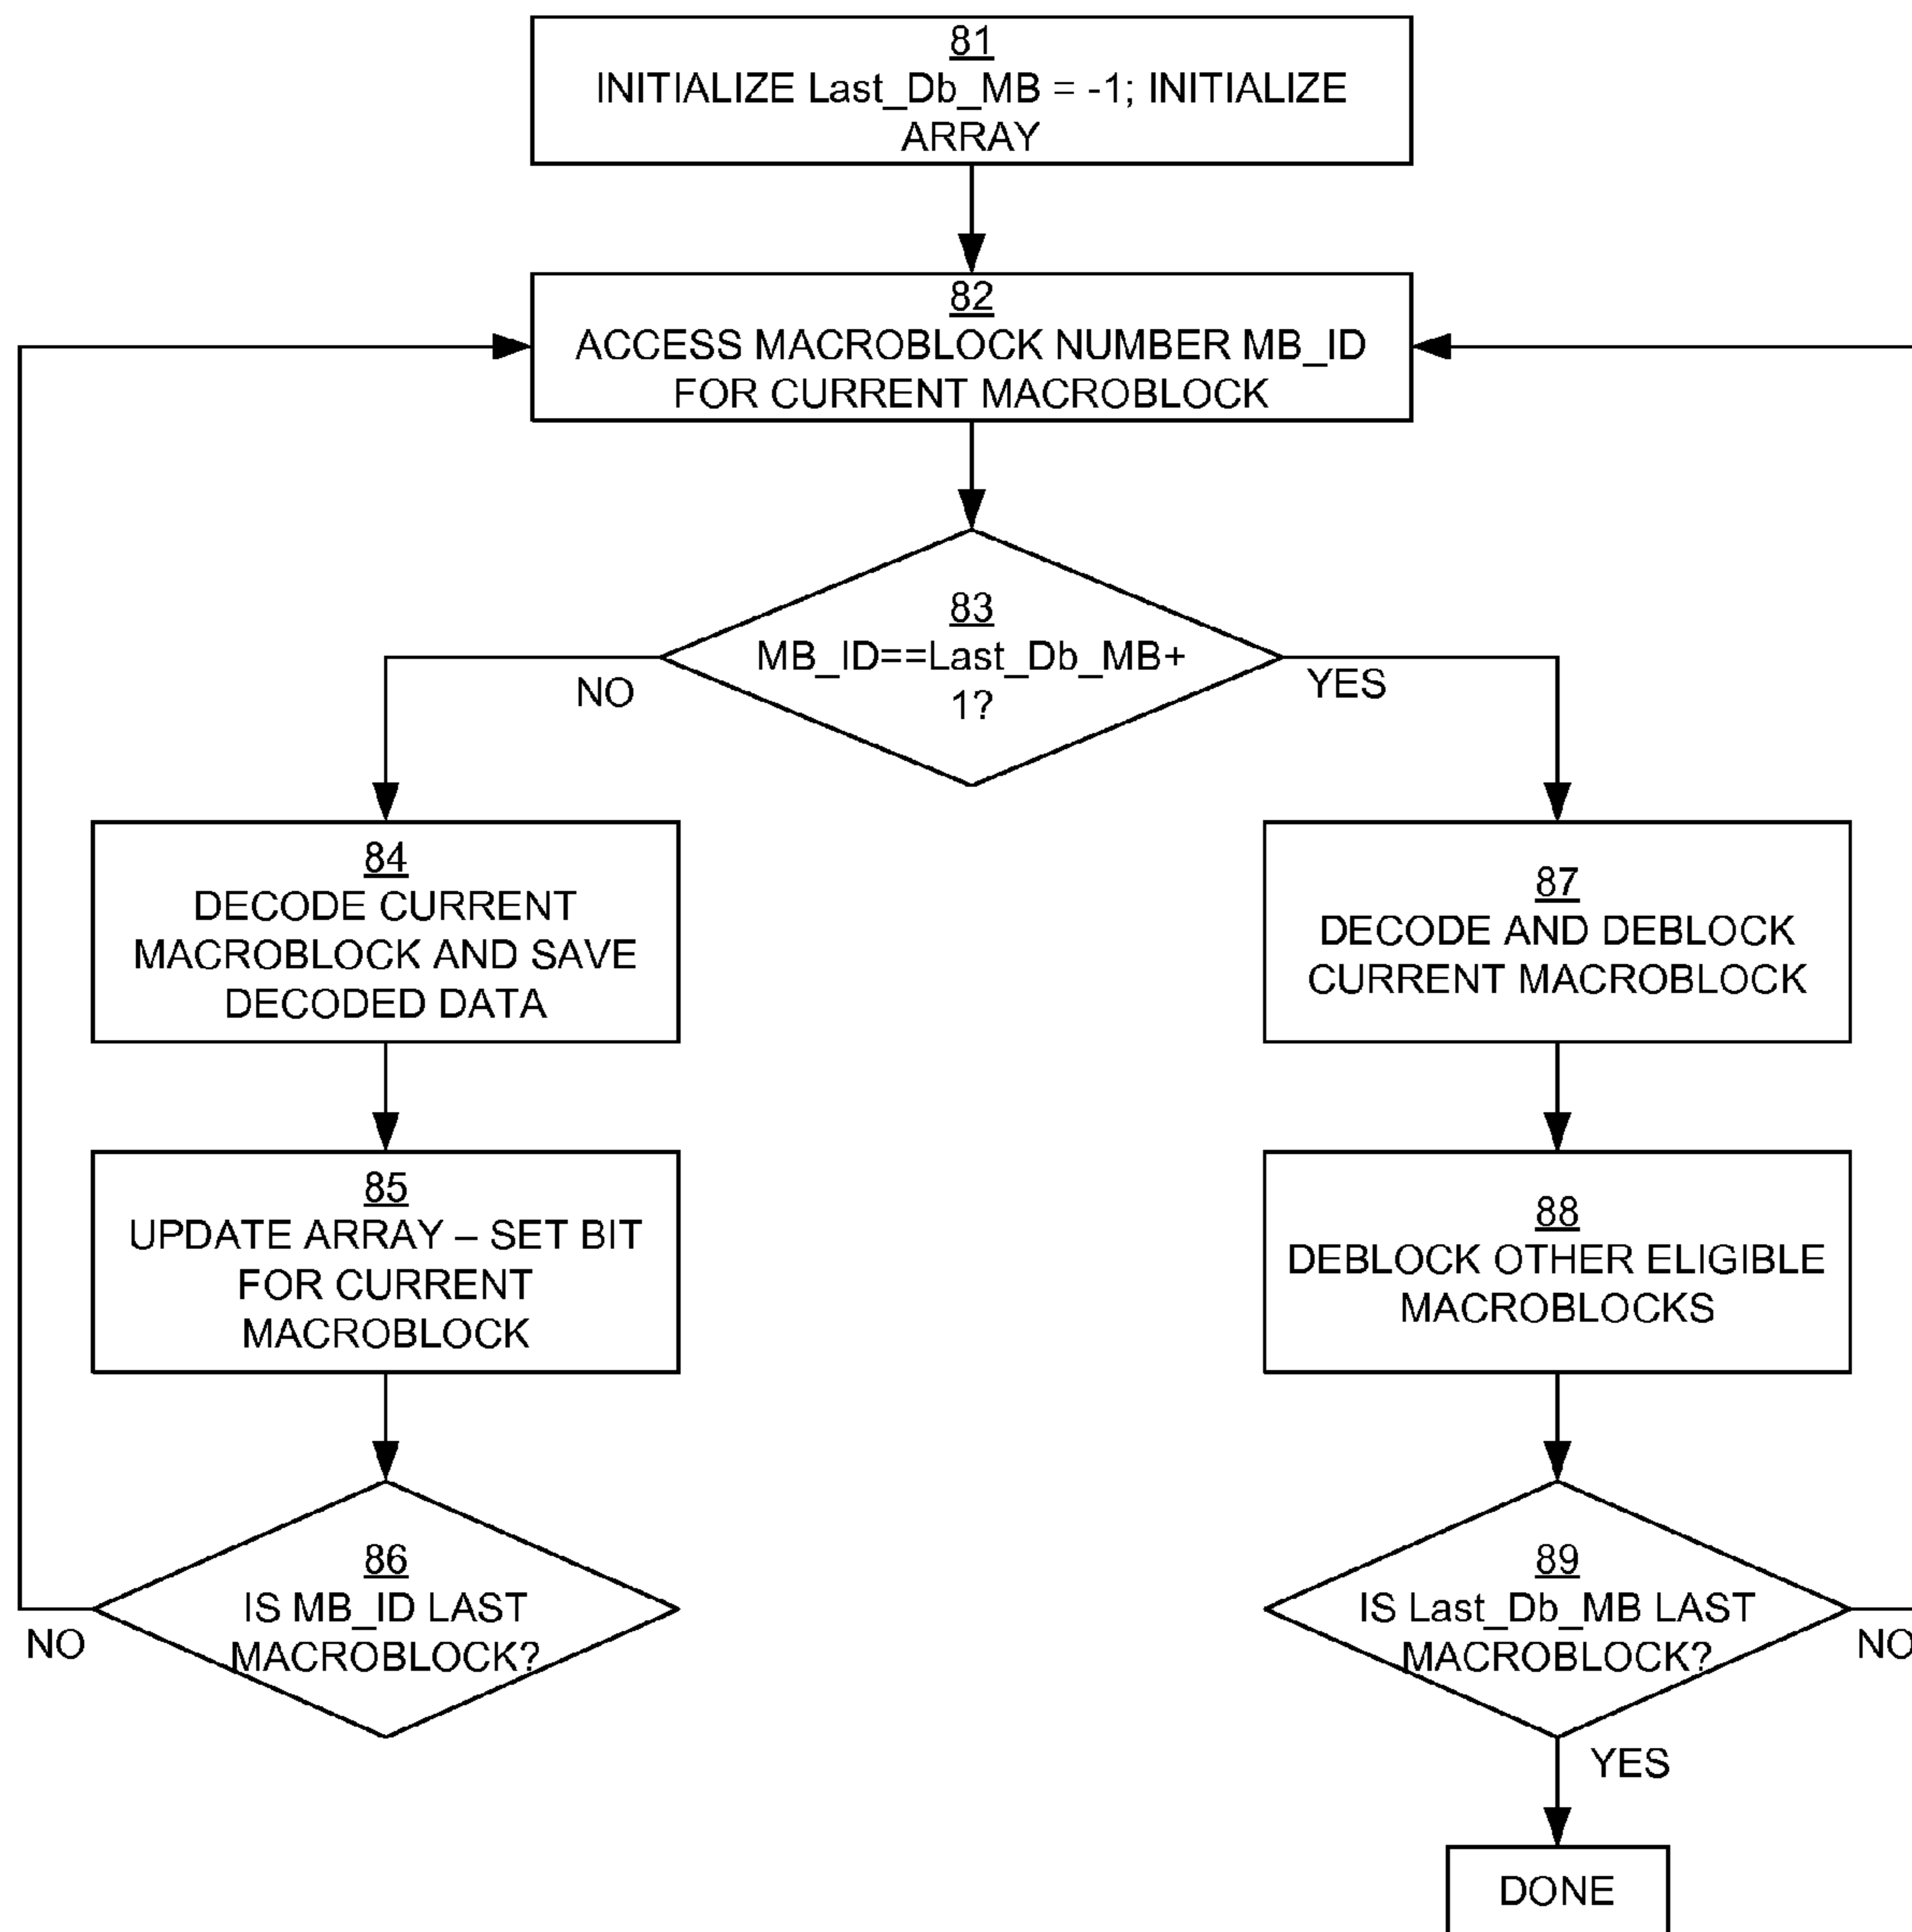 81
INITIALIZE Last_Db_MB = -1; INITIALIZE
ARRAY
82
ACCESS MACROBLOCK NUMBER MB_ID
FOR CURRENT MACROBLOCK
83
MB_ID==Last_Db_MB+
1?
NO
YES
84
DECODE CURRENT
MACROBLOCK AND SAVE
DECODED DATA
87
DECODE AND DEBLOCK
CURRENT MACROBLOCK
85
UPDATE ARRAY – SET BIT
FOR CURRENT
MACROBLOCK
88
DEBLOCK OTHER ELIGIBLE
MACROBLOCKS
86
IS MB_ID LAST
MACROBLOCK?
NO
89
IS Last_Db_MB LAST
MACROBLOCK?
NO
YES
DONE